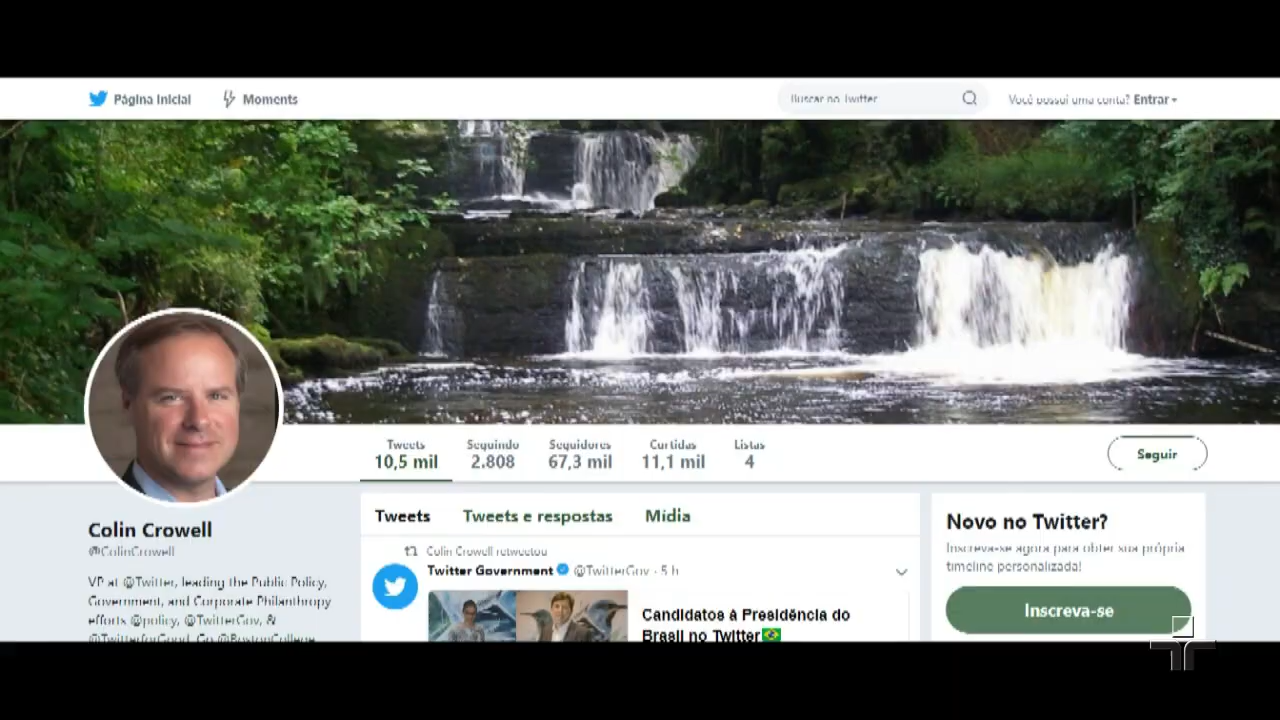 Página Inicial
Moments
Buscar no Twitter
Você possui uma conta? Entrar
Tweets
10,5 mil
Seguindo
2.808
Seguidores
67,3 mil
Curtidas
11,1 mil
Listas
4
Seguir
Colin Crowell
@ColinCrowell
VP at @Twitter, leading the Public Policy,
Government, and Corporate Philanthropy
efforts @policy, @TwitterGov, &
@TwitterforGood. Go @BostonCollege
Tweets
Tweets e respostas
Mídia
Colin Crowell retweetou
Twitter Government @TwitterGov · 5 h
Candidatos à Presidência do
Brasil no Twitter
Novo no Twitter?
Inscreva-se agora para obter sua própria
timeline personalizada!
Inscreva-se